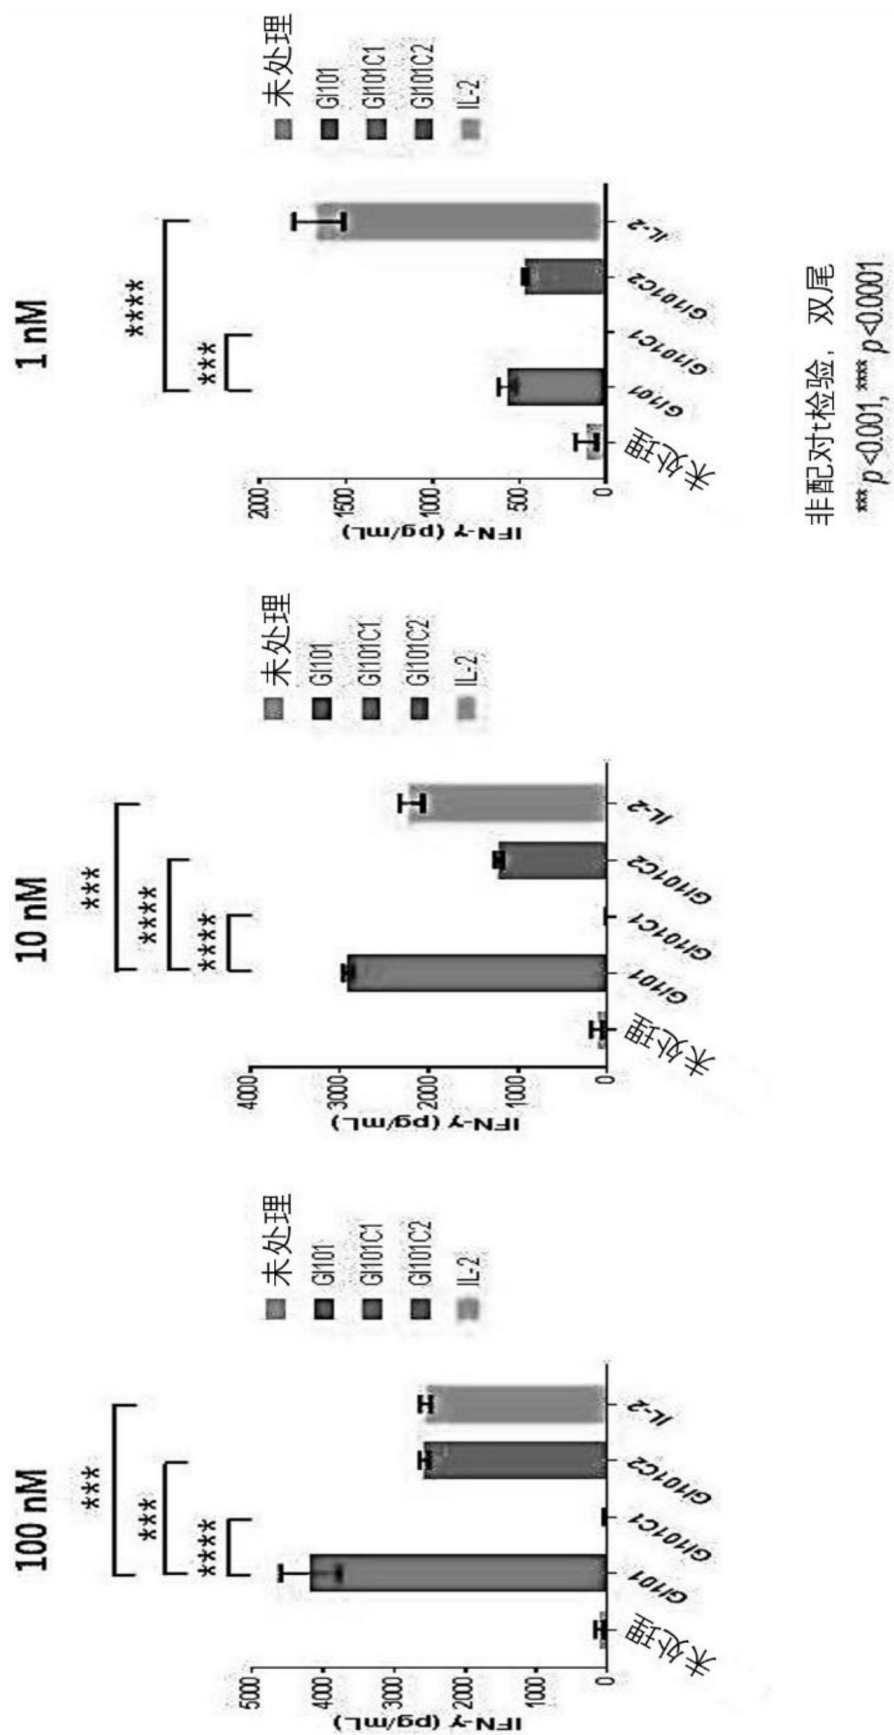 100 nM
***
***
****
IFN-γ (pg/mL)
5000
4000
3000
2000
1000
0
未处理
GI101
GI101C1
GI101C2
IL-2
未处理
GI101
GI101C1
GI101C2
IL-2
10 nM
***
****
****
IFN-γ (pg/mL)
4000
3000
2000
1000
0
未处理
GI101
GI101C1
GI101C2
IL-2
未处理
GI101
GI101C1
GI101C2
IL-2
1 nM
****
***
IFN-γ (pg/mL)
2000
1500
1000
500
0
未处理
GI101
GI101C1
GI101C2
IL-2
未处理
GI101
GI101C1
GI101C2
IL-2
非配对t检验，双尾
*** p <0.001, **** p<0.0001